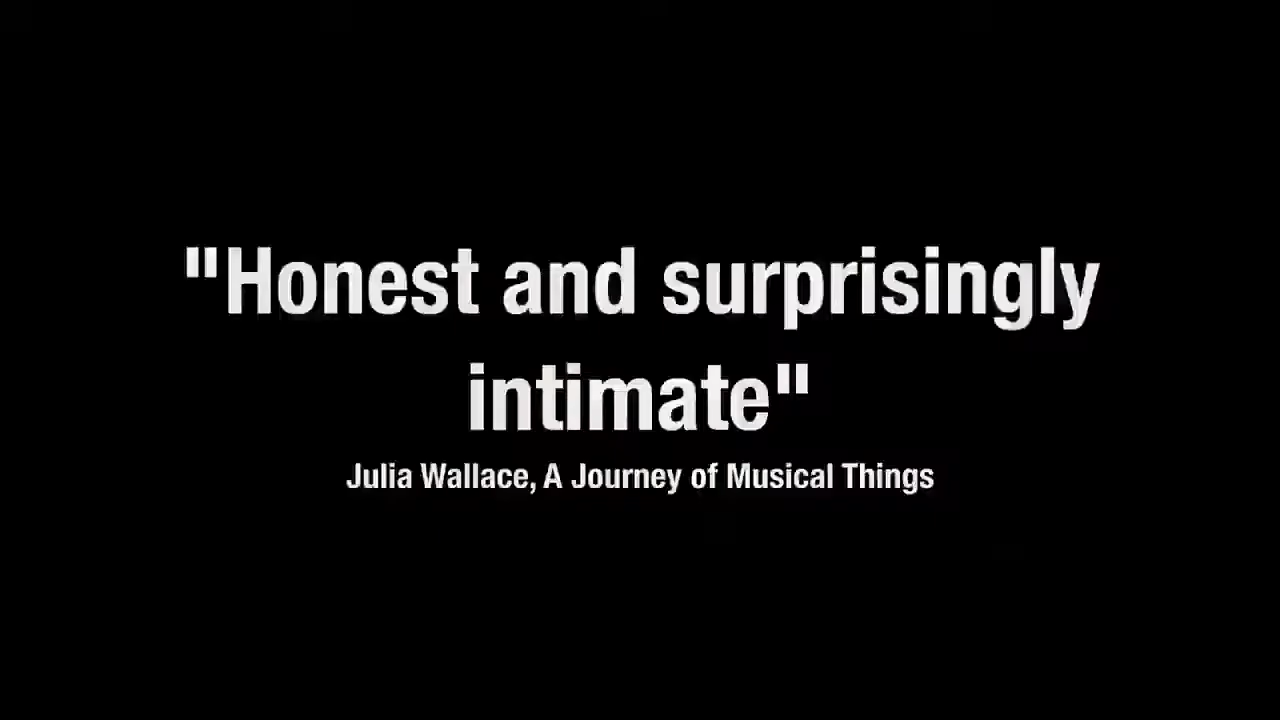 "Honest and surprisingly
intimate"
Julia Wallace, A Journey of Musical Things